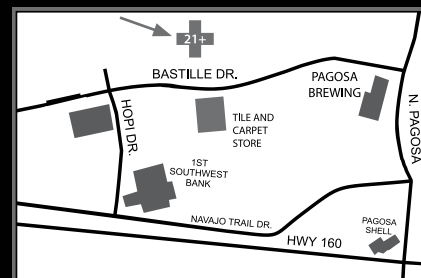 21+
BASTILLE DR.
PAGOSA
BREWING
HOPI DR.
TILE AND
CARPET
STORE
N. PAGOSA
1ST
SOUTHWEST
BANK
NAVAJO TRAIL DR.
PAGOSA
SHELL
HWY 160